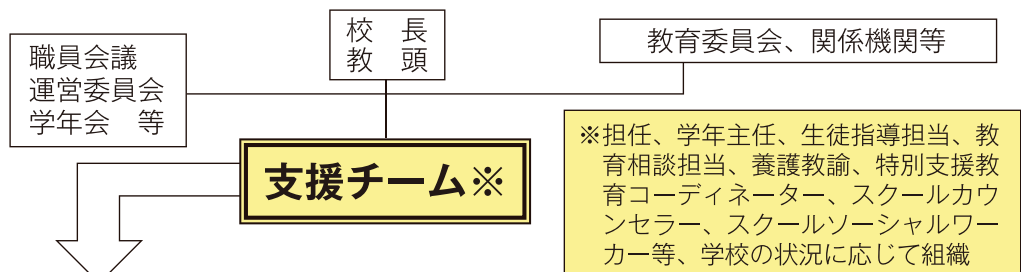 職員会議
運営委員会
学年会　等
校　長
教　頭
教育委員会、関係機関等
支援チーム※
※担任、学年主任、生徒指導担当、教
育相談担当、養護教諭、特別支援教
育コーディネーター、スクールカウ
ンセラー、スクールソーシャルワー
カー等、学校の状況に応じて組織